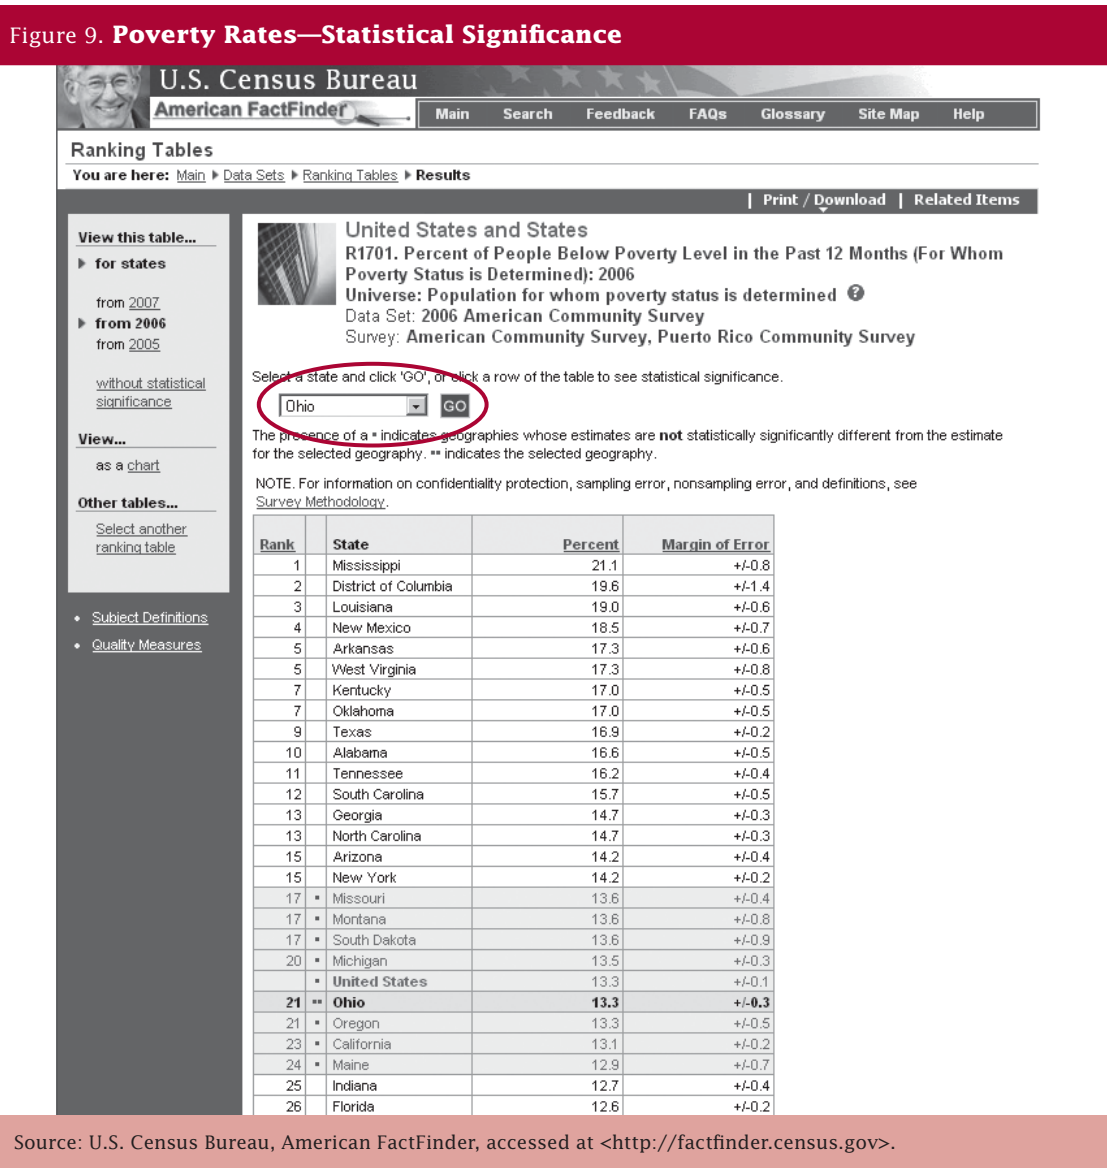 Figure 9. Poverty Rates—Statistical Significance
U.S. Census Bureau
American FactFinder
Main Search Feedback FAQs Glossary Site Map Help
Ranking Tables
You are here: Main ▶ Data Sets ▶ Ranking Tables ▶ Results
| Print / Download | Related Items
View this table...
▶ for states
from 2007
▶ from 2006
from 2005
without statistical
significance
View...
as a chart
Other tables...
Select another
ranking table
• Subject Definitions
• Quality Measures
United States and States
R1701. Percent of People Below Poverty Level in the Past 12 Months (For Whom
Poverty Status is Determined): 2006
Universe: Population for whom poverty status is determined ?
Data Set: 2006 American Community Survey
Survey: American Community Survey, Puerto Rico Community Survey
Select a state and click 'GO', or click a row of the table to see statistical significance.
Ohio GO
The presence of a * indicates geographies whose estimates are not statistically significantly different from the estimate
for the selected geography. ** indicates the selected geography.
NOTE. For information on confidentiality protection, sampling error, nonsampling error, and definitions, see
Survey Methodology.
Rank State Percent Margin of Error
1 Mississippi 21.1 +/-0.8
2 District of Columbia 19.6 +/-1.4
3 Louisiana 19.0 +/-0.6
4 New Mexico 18.5 +/-0.7
5 Arkansas 17.3 +/-0.6
5 West Virginia 17.3 +/-0.8
7 Kentucky 17.0 +/-0.5
7 Oklahoma 17.0 +/-0.5
9 Texas 16.9 +/-0.2
10 Alabama 16.6 +/-0.5
11 Tennessee 16.2 +/-0.4
12 South Carolina 15.7 +/-0.5
13 Georgia 14.7 +/-0.3
13 North Carolina 14.7 +/-0.3
15 Arizona 14.2 +/-0.4
15 New York 14.2 +/-0.2
17 * Missouri 13.6 +/-0.4
17 * Montana 13.6 +/-0.8
17 * South Dakota 13.6 +/-0.9
20 * Michigan 13.5 +/-0.3
* United States 13.3 +/-0.1
21 ** Ohio 13.3 +/-0.3
21 * Oregon 13.3 +/-0.5
23 * California 13.1 +/-0.2
24 * Maine 12.9 +/-0.7
25 Indiana 12.7 +/-0.4
26 Florida 12.6 +/-0.2
Source: U.S. Census Bureau, American FactFinder, accessed at <http://factfinder.census.gov>.